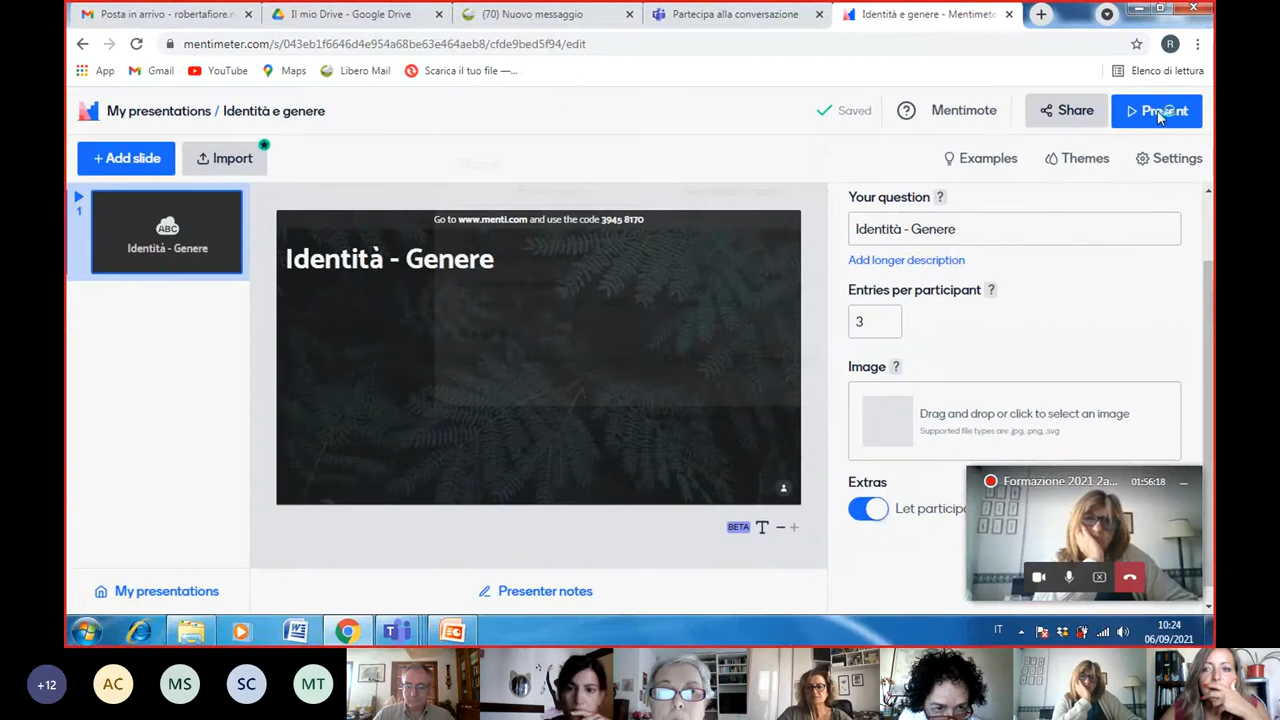 Posta in arrivo - robertafiore.m
Il mio Drive - Google Drive
(70) Nuovo messaggio
Partecipa alla conversazione
Identità e genere - Mentimete
mentimeter.com/s/043eb1f6646d4e954a68be63e464aeb8/cfde9bed5f94/edit
R
App
Gmail
YouTube
Maps
Libero Mail
Scarica il tuo file —...
Elenco di lettura
My presentations / Identità e genere
Saved
Mentimote
Share
Present
+ Add slide
Import
Examples
Themes
Settings
1
ABC
Identità - Genere
Go to www.menti.com and use the code 3945 8170
Identità - Genere
BETA
Your question ?
Identità - Genere
Add longer description
Entries per participant ?
3
Image ?
Drag and drop or click to select an image
Supported file types are .jpg, .png, .svg
Extras
Let particip
Formazione 2021 2a...
01:56:18
My presentations
Presenter notes
IT
10:24
06/09/2021
+12
AC
MS
SC
MT